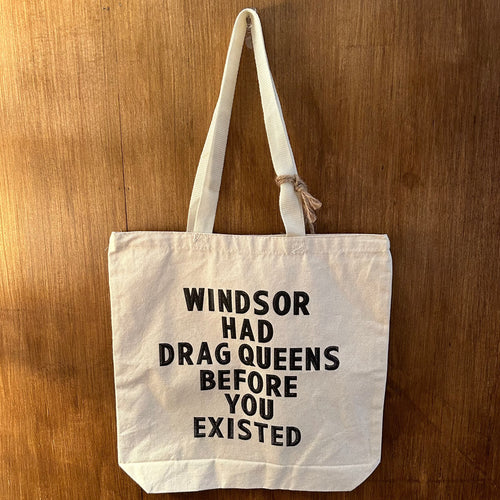 WINDSOR
HAD
DRAG QUEENS
BEFORE
YOU
EXISTED